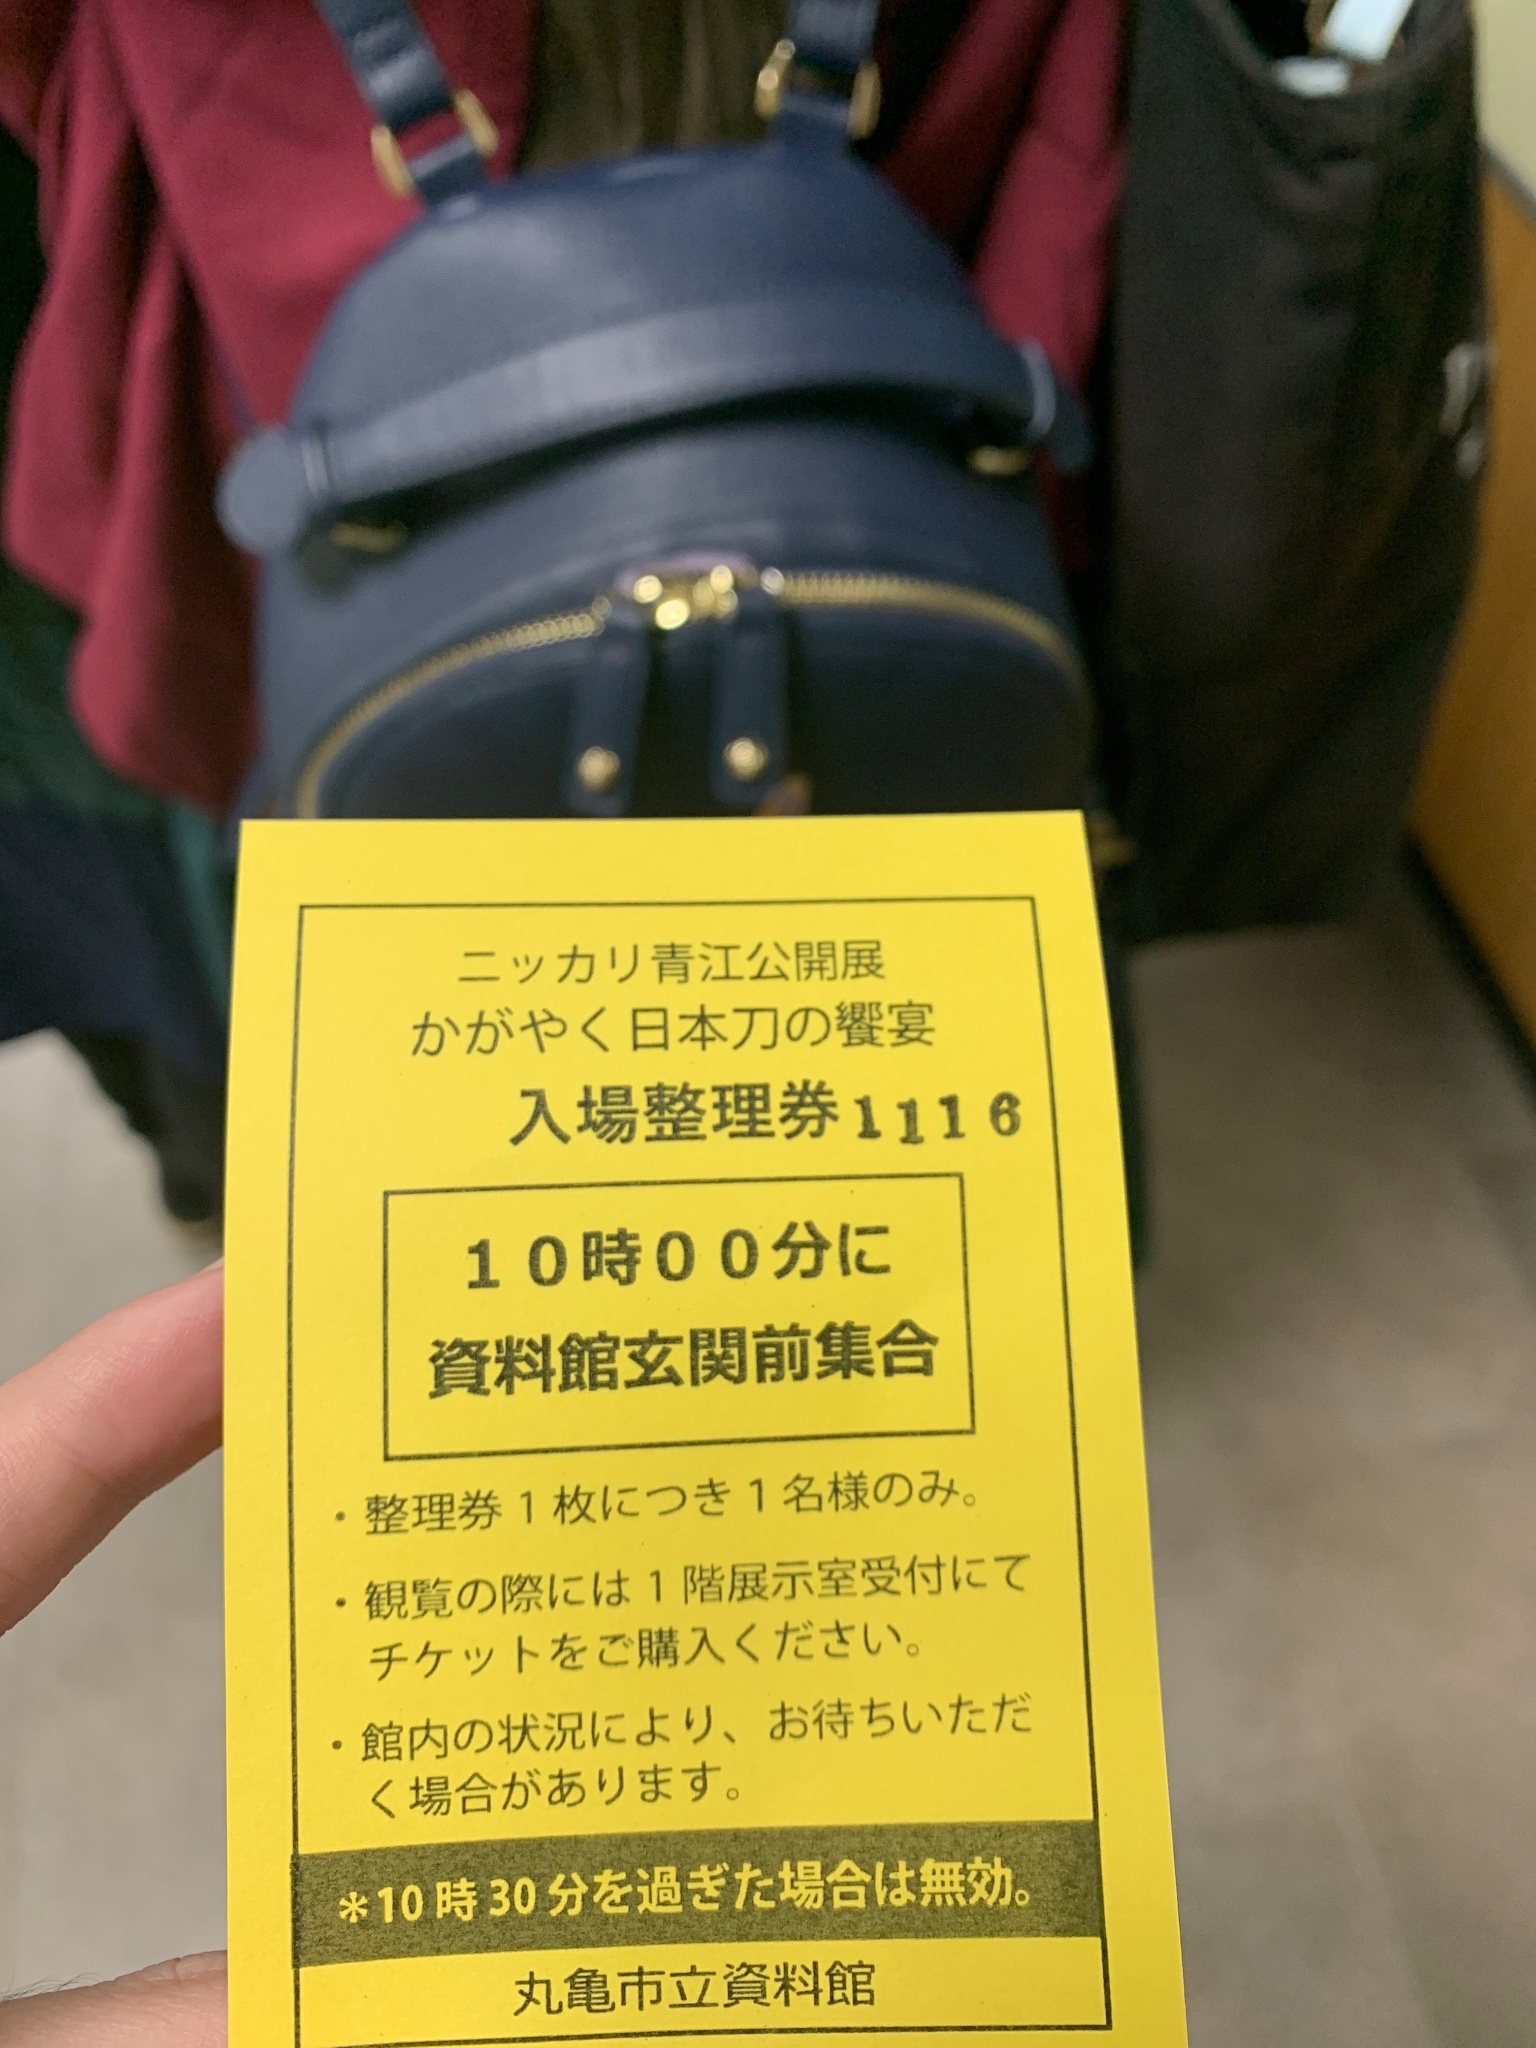 ニッカリ青江公開展
かがやく日本刀の饗宴
入場整理券1116
10時00分に
資料館玄関前集合
・整理券1枚につき1名様のみ。
・観覧の際には1階展示室受付にて
チケットをご購入ください。
・館内の状況により、お待ちいただ
く場合があります。
＊10時30分を過ぎた場合は無効。
丸亀市立資料館